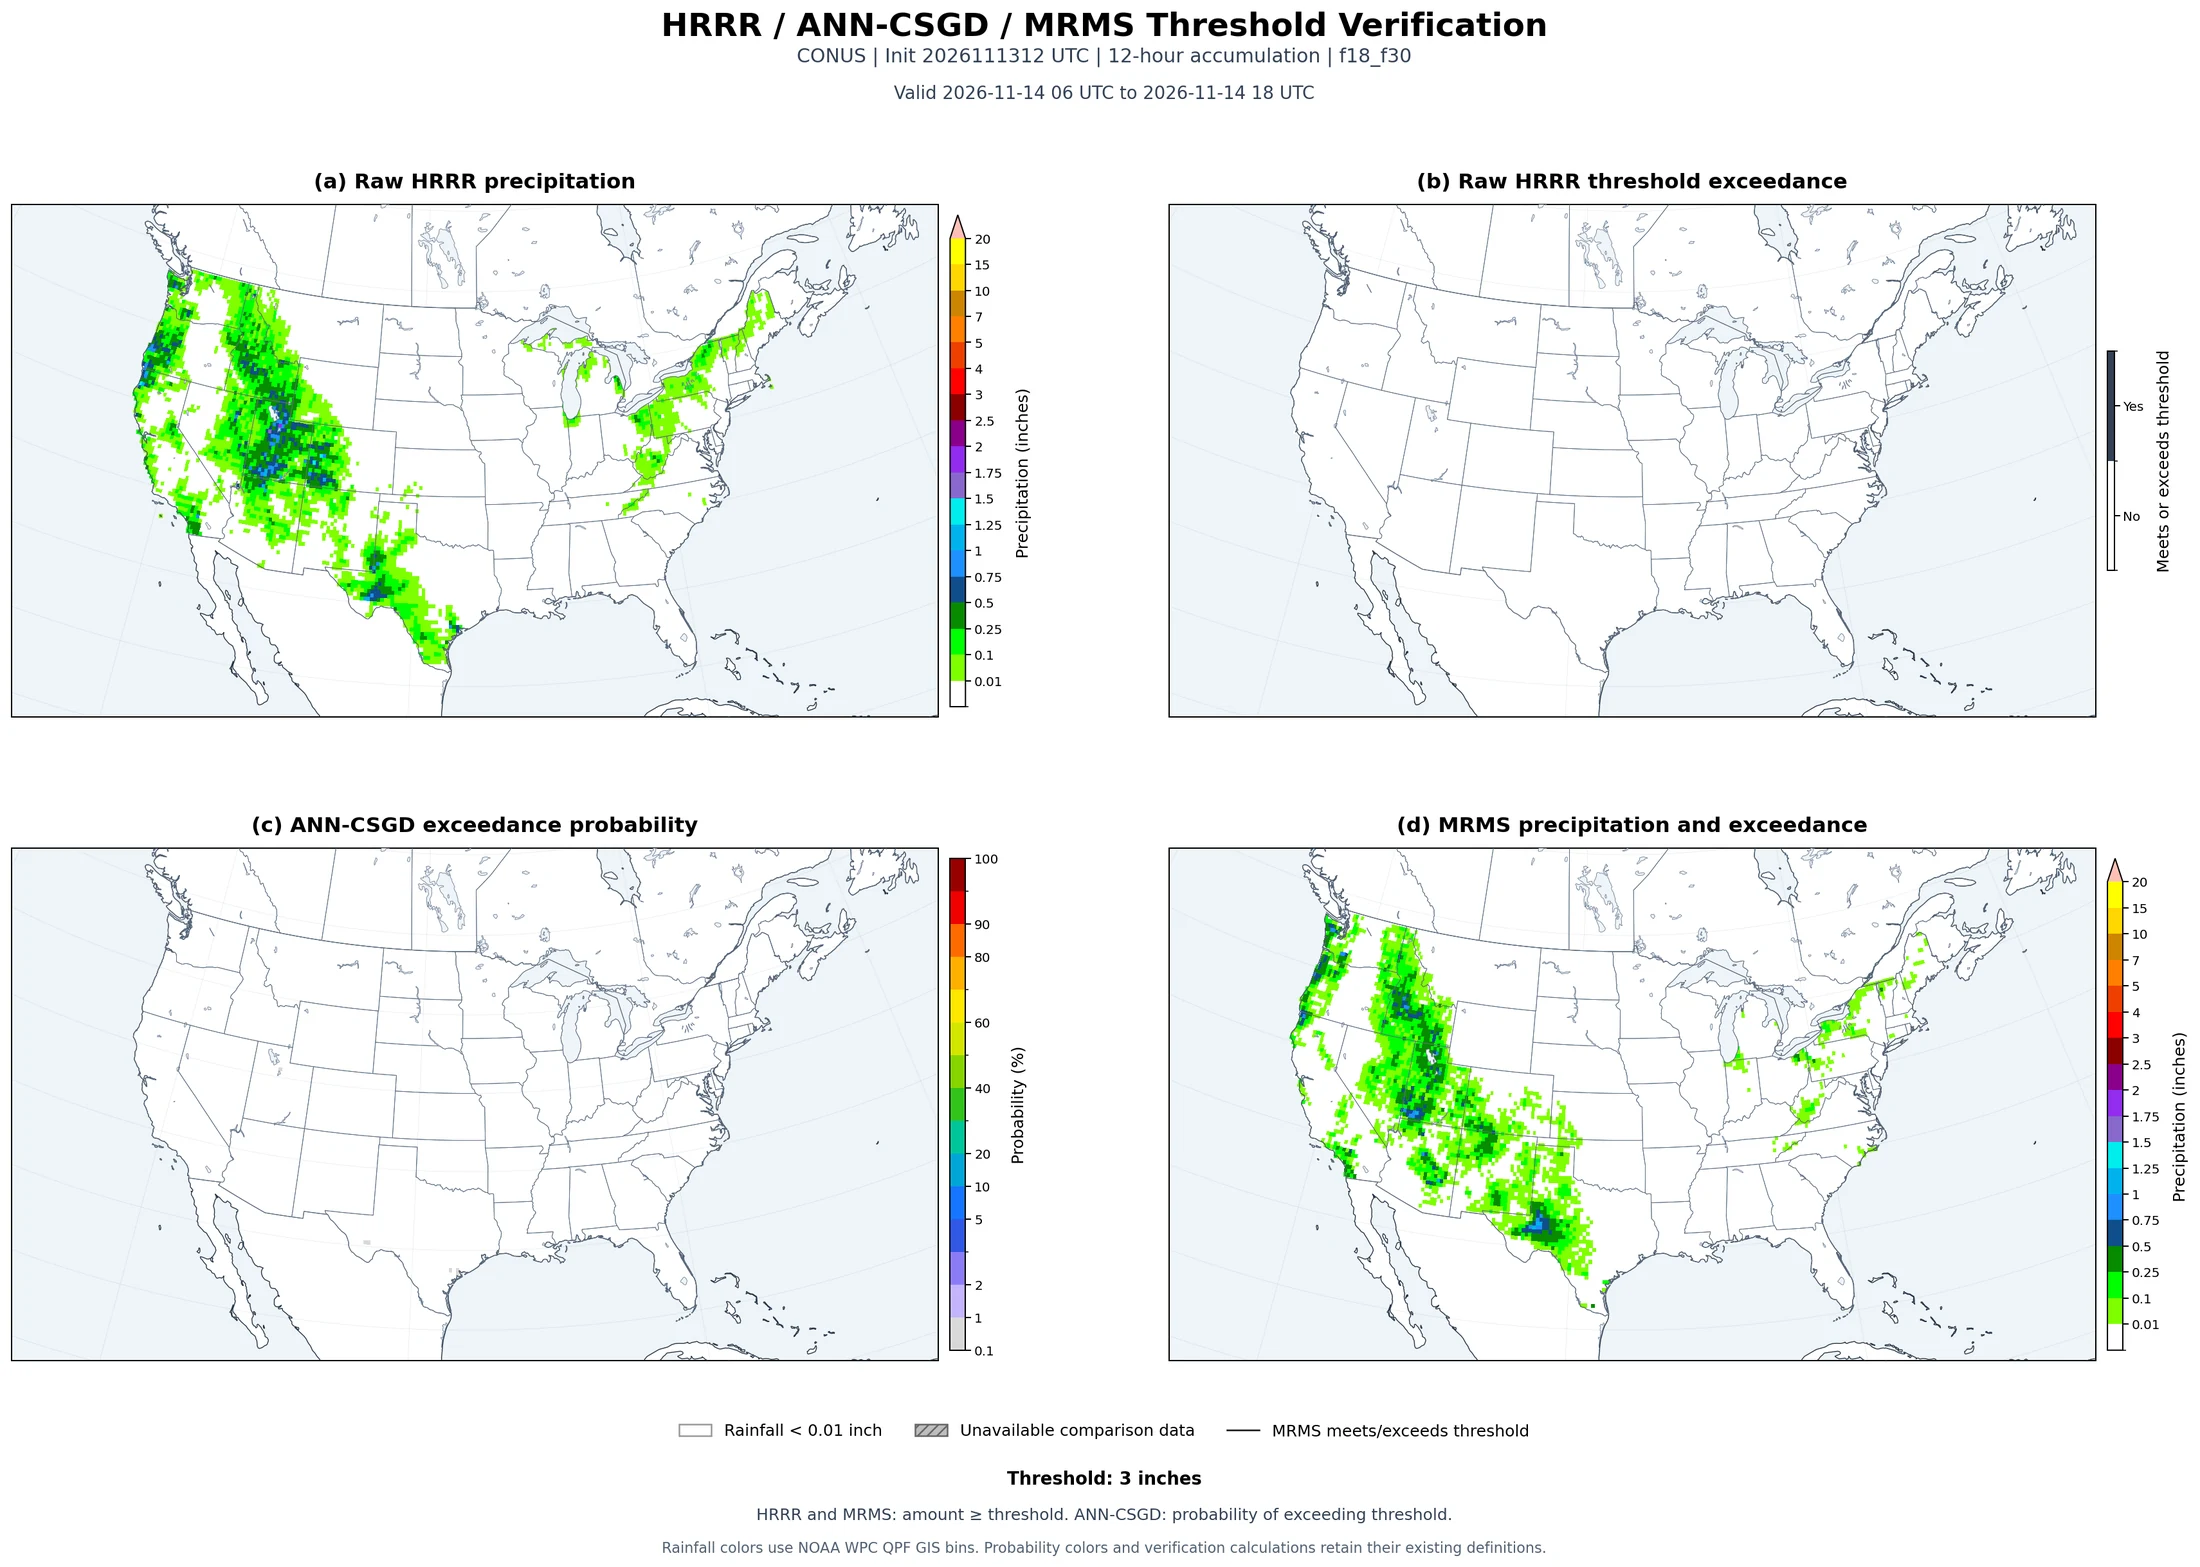 HRRR / ANN-CSGD / MRMS Threshold Verification
CONUS | Init 2026111312 UTC | 12-hour accumulation | f18_f30
Valid 2026-11-14 06 UTC to 2026-11-14 18 UTC
(a) Raw HRRR precipitation
20
15
10
7
5
4
3
2.5
2
1.75
1.5
1.25
1
0.75
0.5
0.25
0.1
0.01
Precipitation (inches)
(b) Raw HRRR threshold exceedance
Yes
No
Meets or exceeds threshold
(c) ANN-CSGD exceedance probability
100
90
80
60
40
20
10
5
2
1
0.1
Probability (%)
(d) MRMS precipitation and exceedance
20
15
10
7
5
4
3
2.5
2
1.75
1.5
1.25
1
0.75
0.5
0.25
0.1
0.01
Precipitation (inches)
Rainfall < 0.01 inch
Unavailable comparison data
MRMS meets/exceeds threshold
Threshold: 3 inches
HRRR and MRMS: amount ≥ threshold. ANN-CSGD: probability of exceeding threshold.
Rainfall colors use NOAA WPC QPF GIS bins. Probability colors and verification calculations retain their existing definitions.